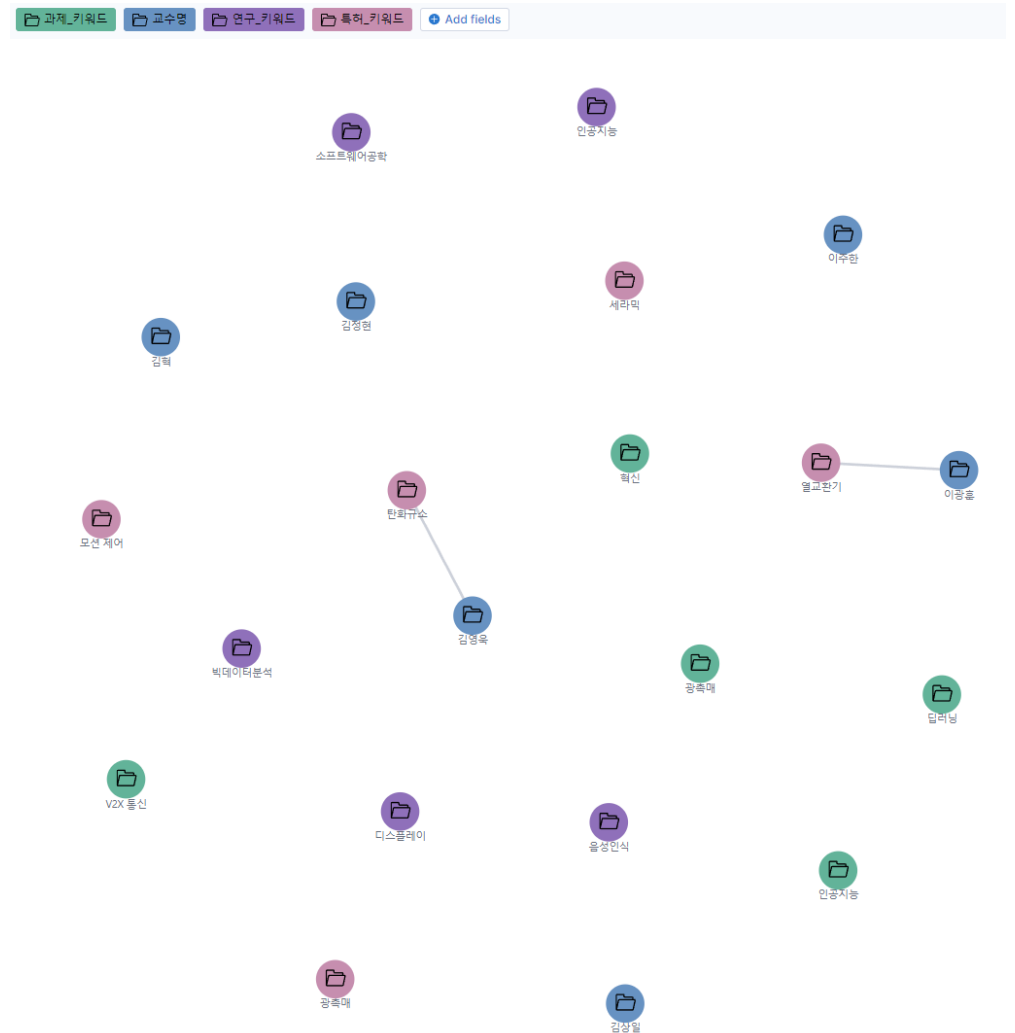 과제_키워드 교수명 연구_키워드 특허_키워드 Add fields
인공지능
소프트웨어공학
이수한
세라믹
김정현
김혁
혁신
열교환기
이광훈
탄화규소
모션 제어
김영욱
빅데이터분석
광촉매
딥러닝
V2X 통신
디스플레이
음성인식
인공지능
광촉매
김상일